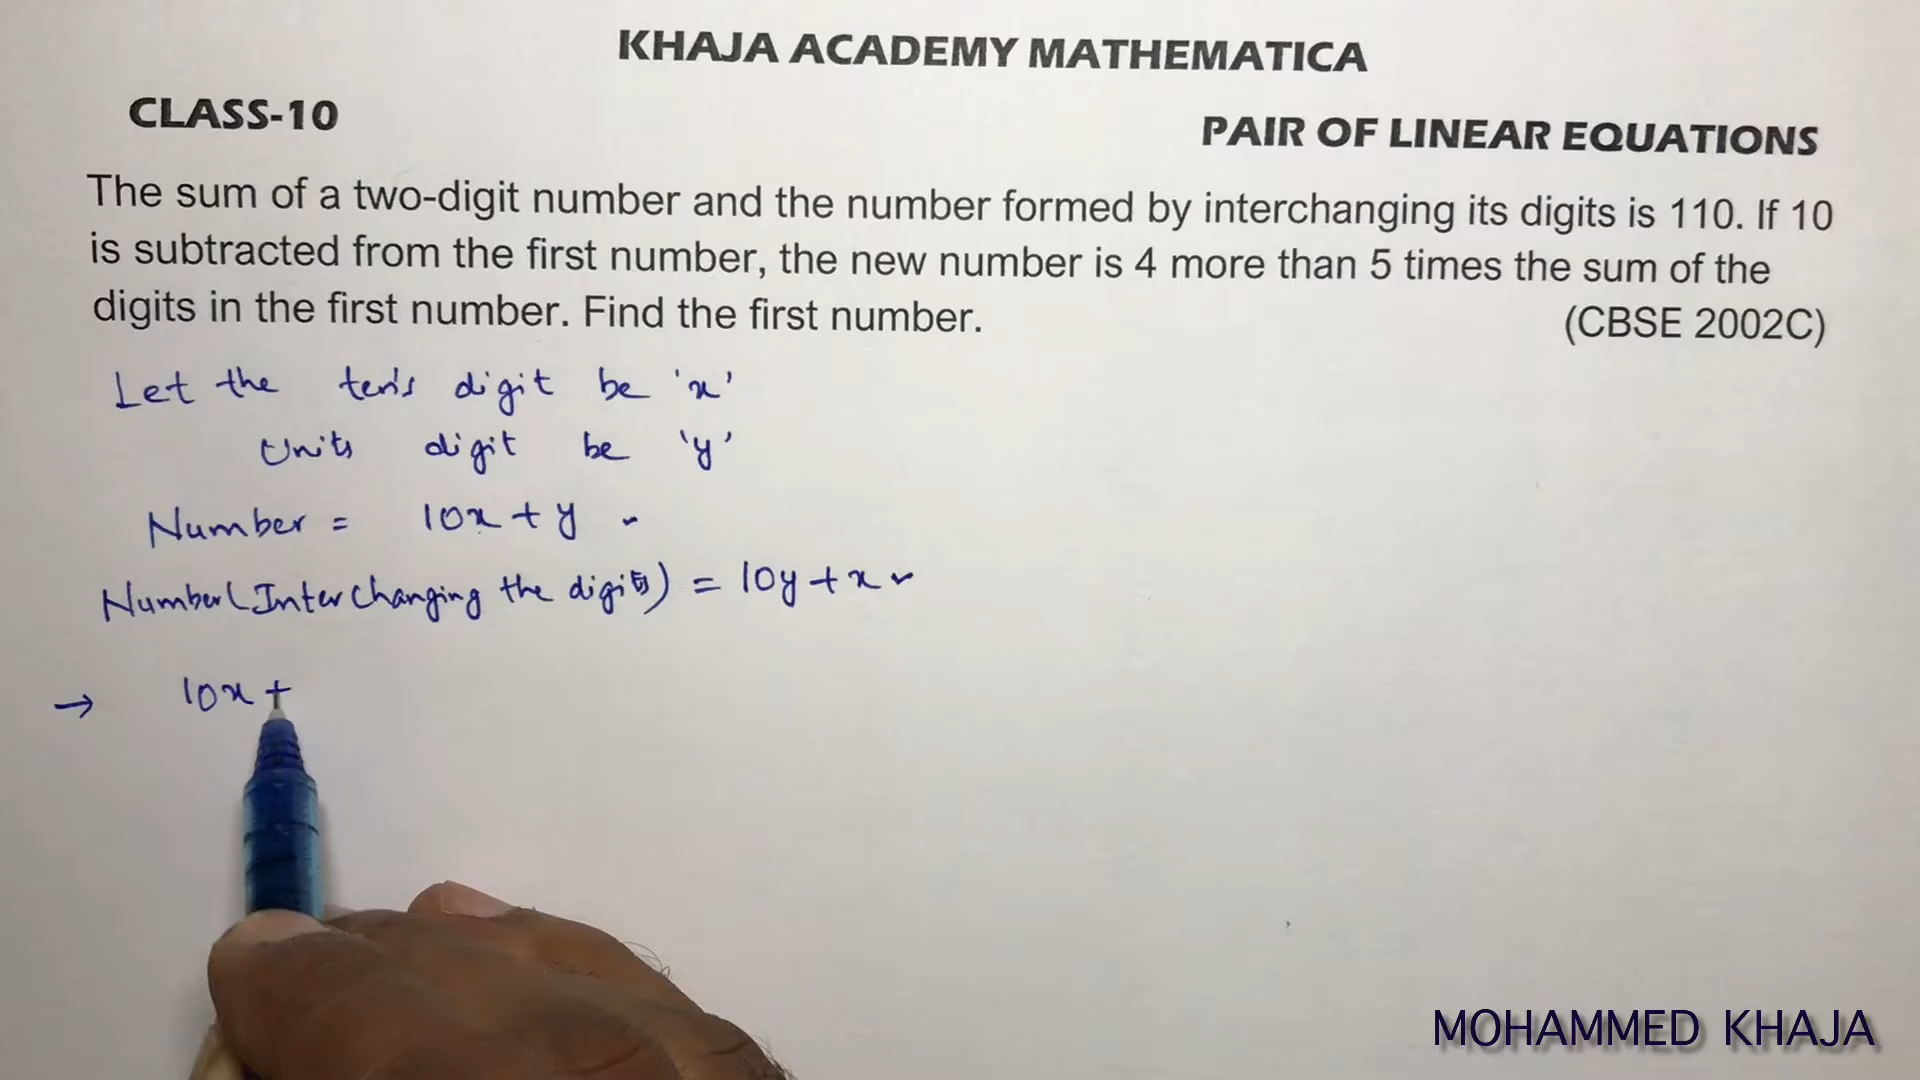 KHAJA ACADEMY MATHEMATICA
CLASS-10
PAIR OF LINEAR EQUATIONS
The sum of a two-digit number and the number formed by interchanging its digits is 110. If 10
is subtracted from the first number, the new number is 4 more than 5 times the sum of the
digits in the first number. Find the first number.
(CBSE 2002C)
Let the ten's digit be 'x'
Units digit be 'y'
Number = 10x + y
Number (Interchanging the digits) = 10y + x
→ 10x +
MOHAMMED KHAJA